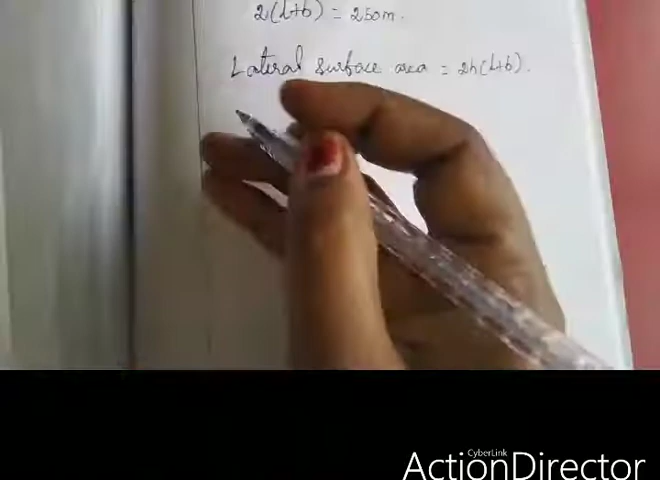 2(l+b) = 250m.
Lateral surface area = 2h(l+b).
CyberLink
ActionDirector